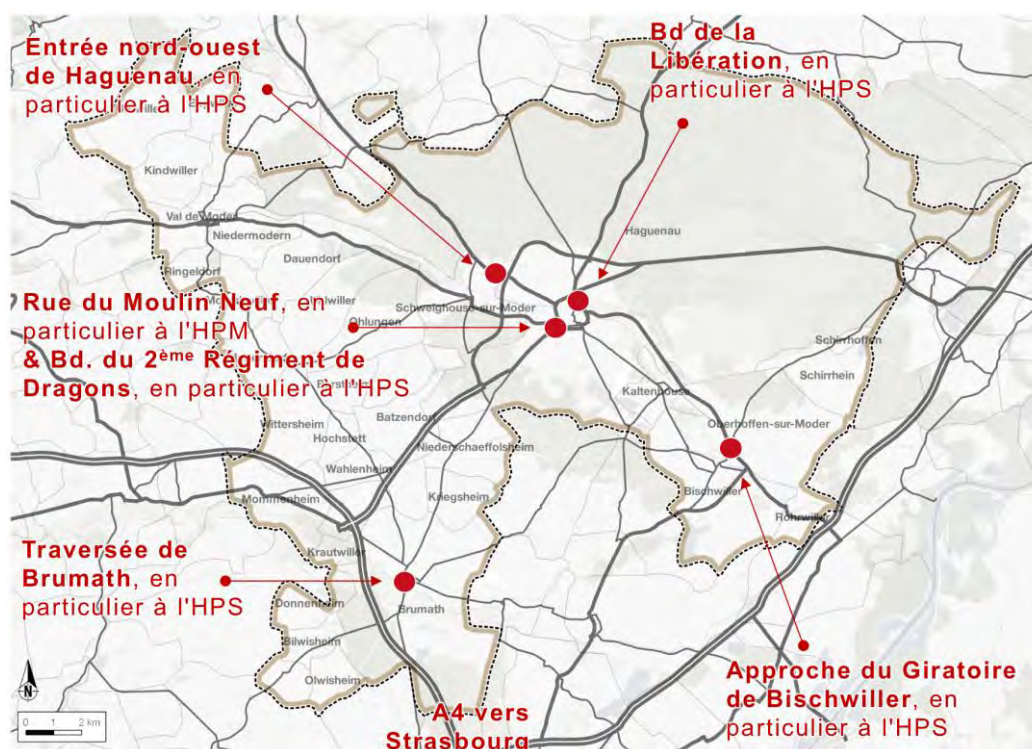 Entrée nord-ouest
de Haguenau, en
particulier à l'HPS
Bd de la
Libération, en
particulier à l'HPS
Kindwiller
Val de Moder
Niedermodern
Dauendorf
Ringeldorf
Haguenau
Schweighouse-sur-Moder
Ohlungen
Rue du Moulin Neuf, en
particulier à l'HPM
& Bd. du 2ème Régiment de
Dragons, en particulier à l'HPS
Schirrhoffen
Schirrhein
Kaltenhouse
Oberhoffen-sur-Moder
Batzendorf
Wittersheim
Hochstett
Niederschaeffolsheim
Wahlenheim
Bischwiller
Kriegsheim
Mommenheim
Rohrwiller
Krautwiller
Traversée de
Brumath, en
particulier à l'HPS
Donnenheim
Brumath
Bilwisheim
Olwisheim
Approche du Giratoire
de Bischwiller, en
particulier à l'HPS
A4 vers
Strasbourg
N
0 1 2 km